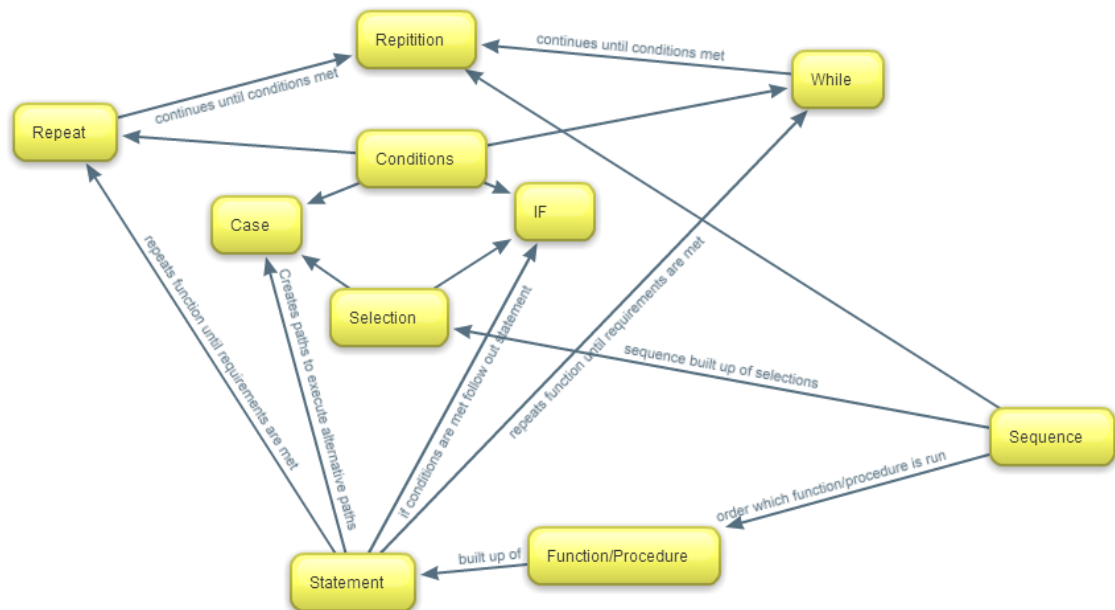 Repitition
continues until conditions met
While
continues until conditions met
Repeat
Conditions
Case
IF
repeats function until requirements are met
Creates paths to execute alternative paths
Selection
if conditions are met follow out statement
repeats function until requirements are met
sequence built up of selections
Sequence
order which function/procedure is run
built up of
Function/Procedure
Statement